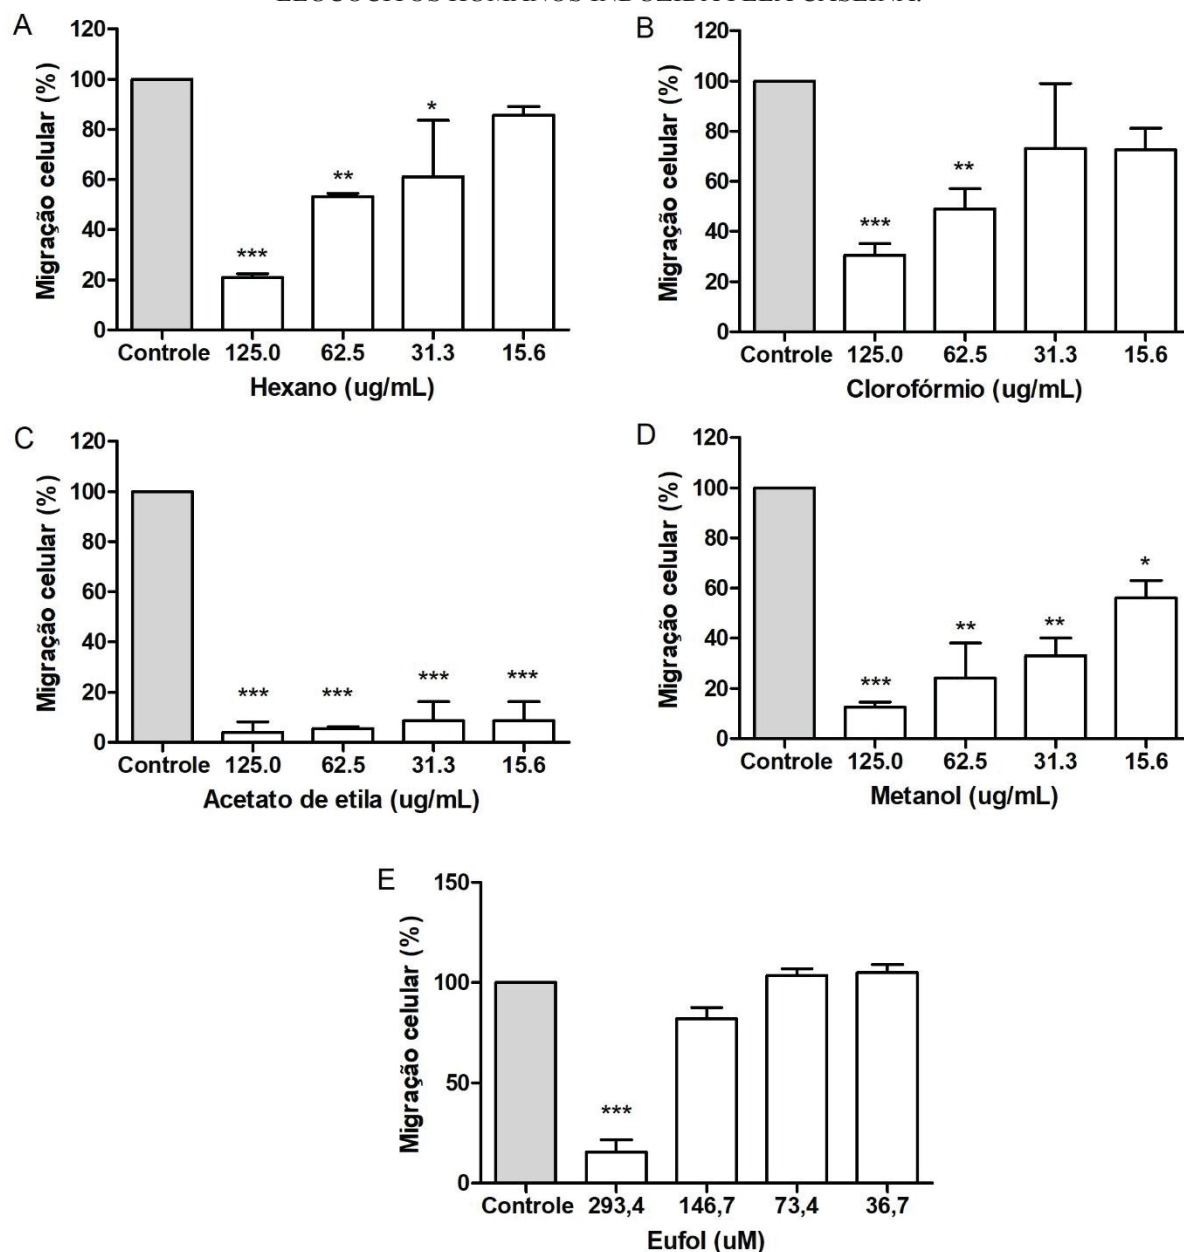 A
Migração celular (%)
120
100
80
60
40
20
0
***
**
*
Controle 125.0 62.5 31.3 15.6
Hexano (ug/mL)
B
Migração celular (%)
120
100
80
60
40
20
0
***
**
Controle 125.0 62.5 31.3 15.6
Clorofórmio (ug/mL)
C
Migração celular (%)
120
100
80
60
40
20
0
*** *** *** ***
Controle 125.0 62.5 31.3 15.6
Acetato de etila (ug/mL)
D
Migração celular (%)
120
100
80
60
40
20
0
***
**
**
*
Controle 125.0 62.5 31.3 15.6
Metanol (ug/mL)
E
Migração celular (%)
150
100
50
0
***
Controle 293,4 146,7 73,4 36,7
Eufol (uM)